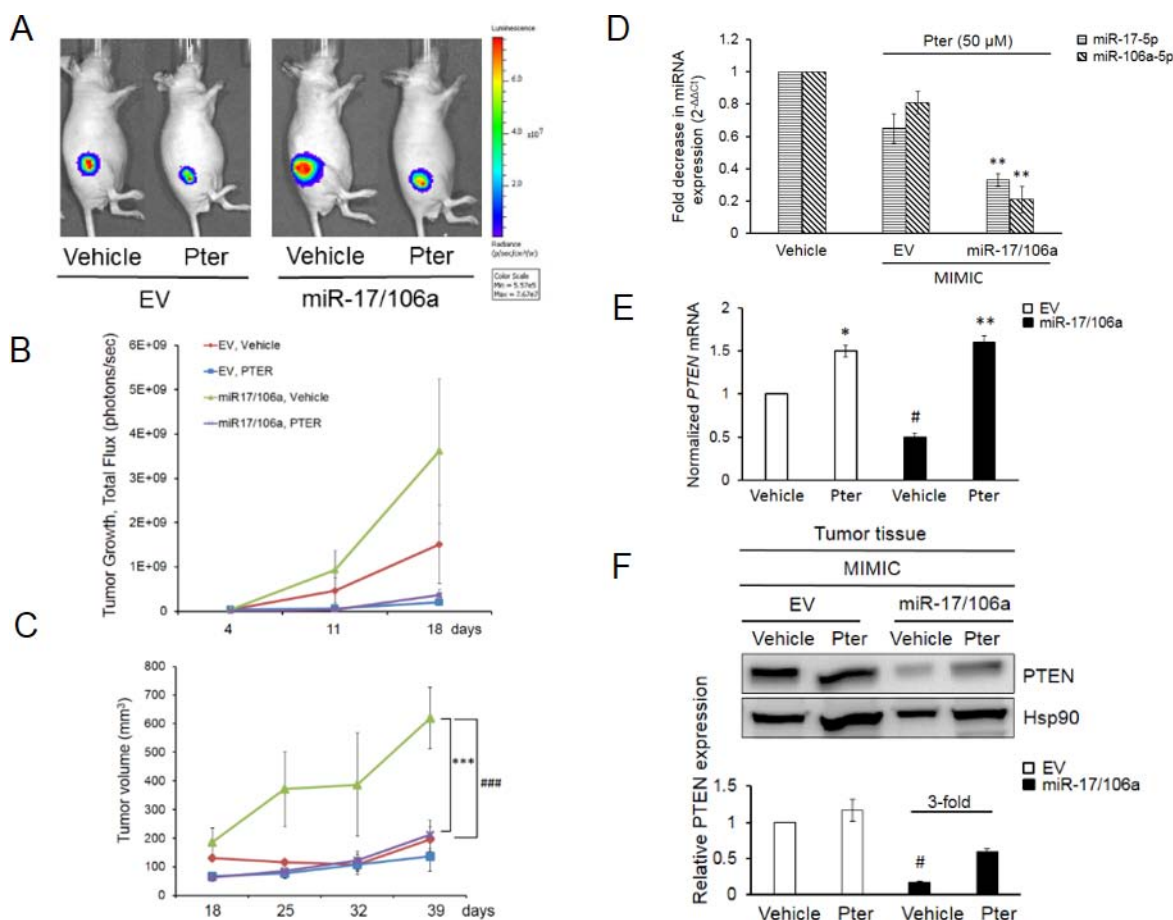 A
Luminescence
8.0
6.0
4.0
2.0
x10⁷
Radiance
(p/sec/cm²/sr)
Color Scale
Min = 5.57e5
Max = 7.67e7
Vehicle Pter Vehicle Pter
EV miR-17/106a
B
Tumor Growth, Total Flux (photons/sec)
6E+09
5E+09
4E+09
3E+09
2E+09
1E+09
0
EV, Vehicle
EV, PTER
miR17/106a, Vehicle
miR17/106a, PTER
4 11 18 days
C
Tumor volume (mm³)
800
700
600
500
400
300
200
100
0
***
###
18 25 32 39 days
D
Fold decrease in miRNA
expression (2-ΔΔCt)
1.2
1
0.8
0.6
0.4
0.2
0
Pter (50 µM)
miR-17-5p
miR-106a-5p
** **
Vehicle EV miR-17/106a
MIMIC
E
Normalized PTEN mRNA
2
1.5
1
0.5
0
EV
miR-17/106a
* # **
Vehicle Pter Vehicle Pter
Tumor tissue
MIMIC
F
EV miR-17/106a
Vehicle Pter Vehicle Pter
PTEN
Hsp90
Relative PTEN expression
1.5
1
0.5
0
EV
miR-17/106a
3-fold
#
Vehicle Pter Vehicle Pter